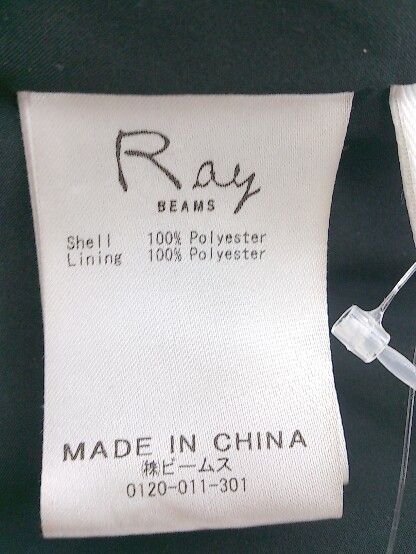 Ray
BEAMS
Shell 100% Polyester
Lining 100% Polyester
MADE IN CHINA
㈱ビームス
0120-011-301